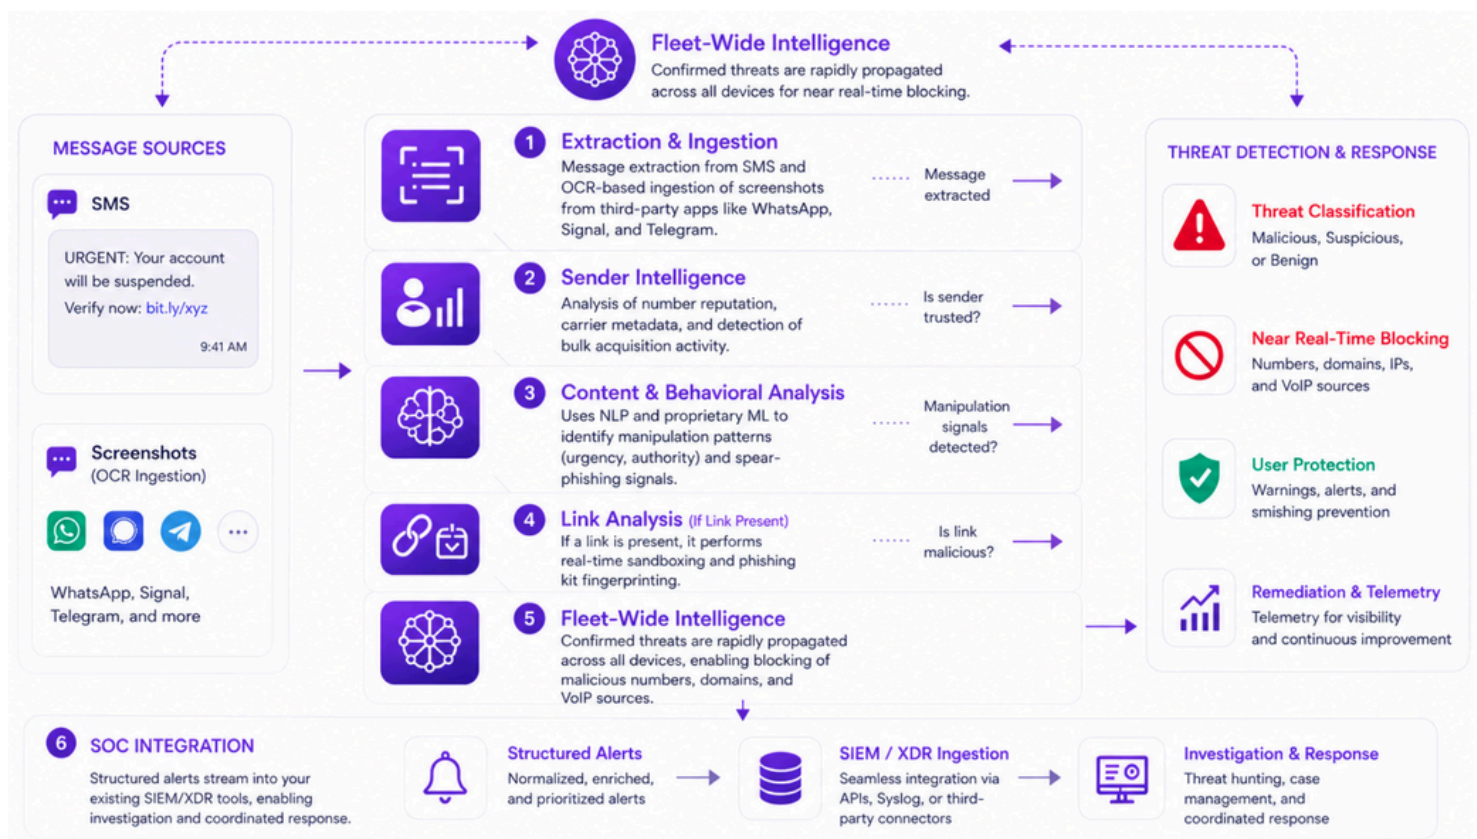 Fleet-Wide Intelligence
Confirmed threats are rapidly propagated
across all devices for near real-time blocking.
MESSAGE SOURCES
SMS
URGENT: Your account
will be suspended.
Verify now: bit.ly/xyz
9:41 AM
Screenshots
(OCR Ingestion)
WhatsApp, Signal,
Telegram, and more
1
Extraction & Ingestion
Message extraction from SMS and
OCR-based ingestion of screenshots
from third-party apps like WhatsApp,
Signal, and Telegram.
Message
extracted
2
Sender Intelligence
Analysis of number reputation,
carrier metadata, and detection of
bulk acquisition activity.
Is sender
trusted?
3
Content & Behavioral Analysis
Uses NLP and proprietary ML to
identify manipulation patterns
(urgency, authority) and spear-
phishing signals.
Manipulation
signals
detected?
4
Link Analysis (If Link Present)
If a link is present, it performs
real-time sandboxing and phishing
kit fingerprinting.
Is link
malicious?
5
Fleet-Wide Intelligence
Confirmed threats are rapidly propagated
across all devices, enabling blocking of
malicious numbers, domains, and
VoIP sources.
THREAT DETECTION & RESPONSE
Threat Classification
Malicious, Suspicious,
or Benign
Near Real-Time Blocking
Numbers, domains, IPs,
and VoIP sources
User Protection
Warnings, alerts, and
smishing prevention
Remediation & Telemetry
Telemetry for visibility
and continuous improvement
6
SOC INTEGRATION
Structured alerts stream into your
existing SIEM/XDR tools, enabling
investigation and coordinated response.
Structured Alerts
Normalized, enriched,
and prioritized alerts
SIEM / XDR Ingestion
Seamless integration via
APIs, Syslog, or third-
party connectors
Investigation & Response
Threat hunting, case
management, and
coordinated response